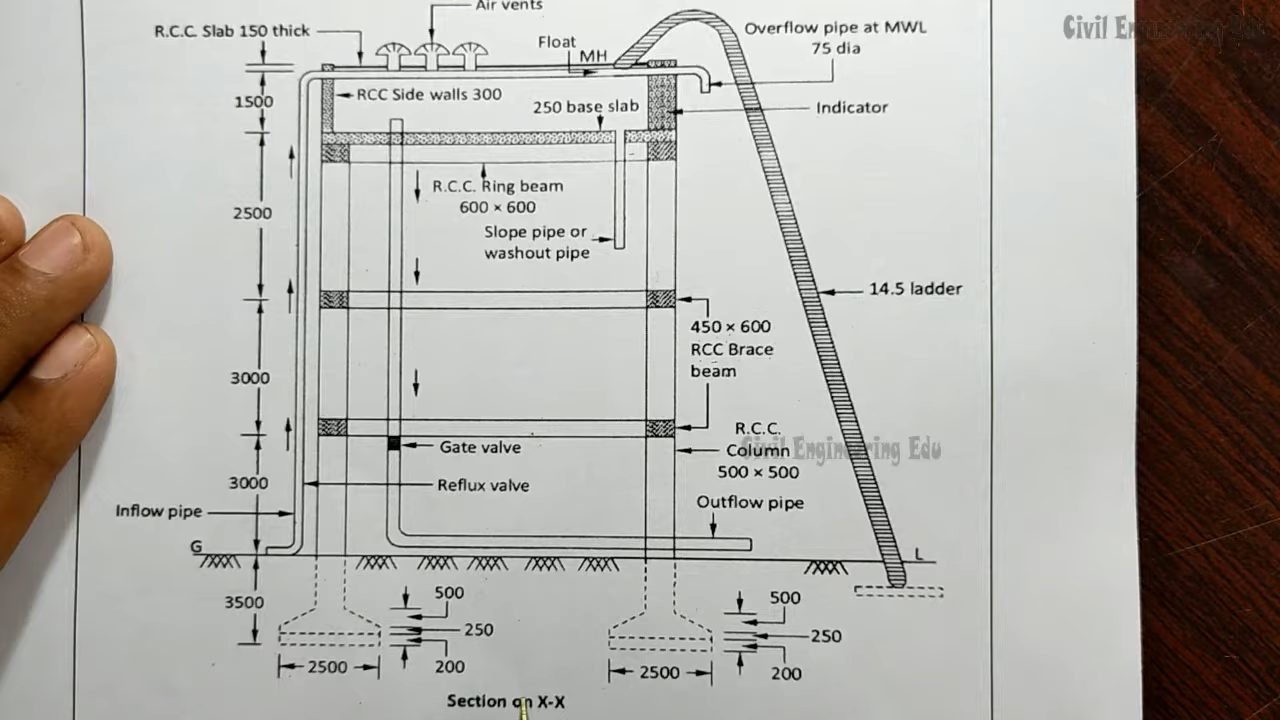 Air vents
R.C.C. Slab 150 thick
Civil Engineering Edu
Overflow pipe at MWL
75 dia
Float
MH
1500
RCC Side walls 300
250 base slab
Indicator
R.C.C. Ring beam
600 × 600
2500
Slope pipe or
washout pipe
14.5 ladder
450 × 600
RCC Brace
beam
3000
R.C.C.
Column
500 × 500
Civil Engineering Edu
Gate valve
3000
Reflux valve
Inflow pipe
Outflow pipe
G
L
3500
500
250
200
2500
500
250
200
2500
Section on X-X